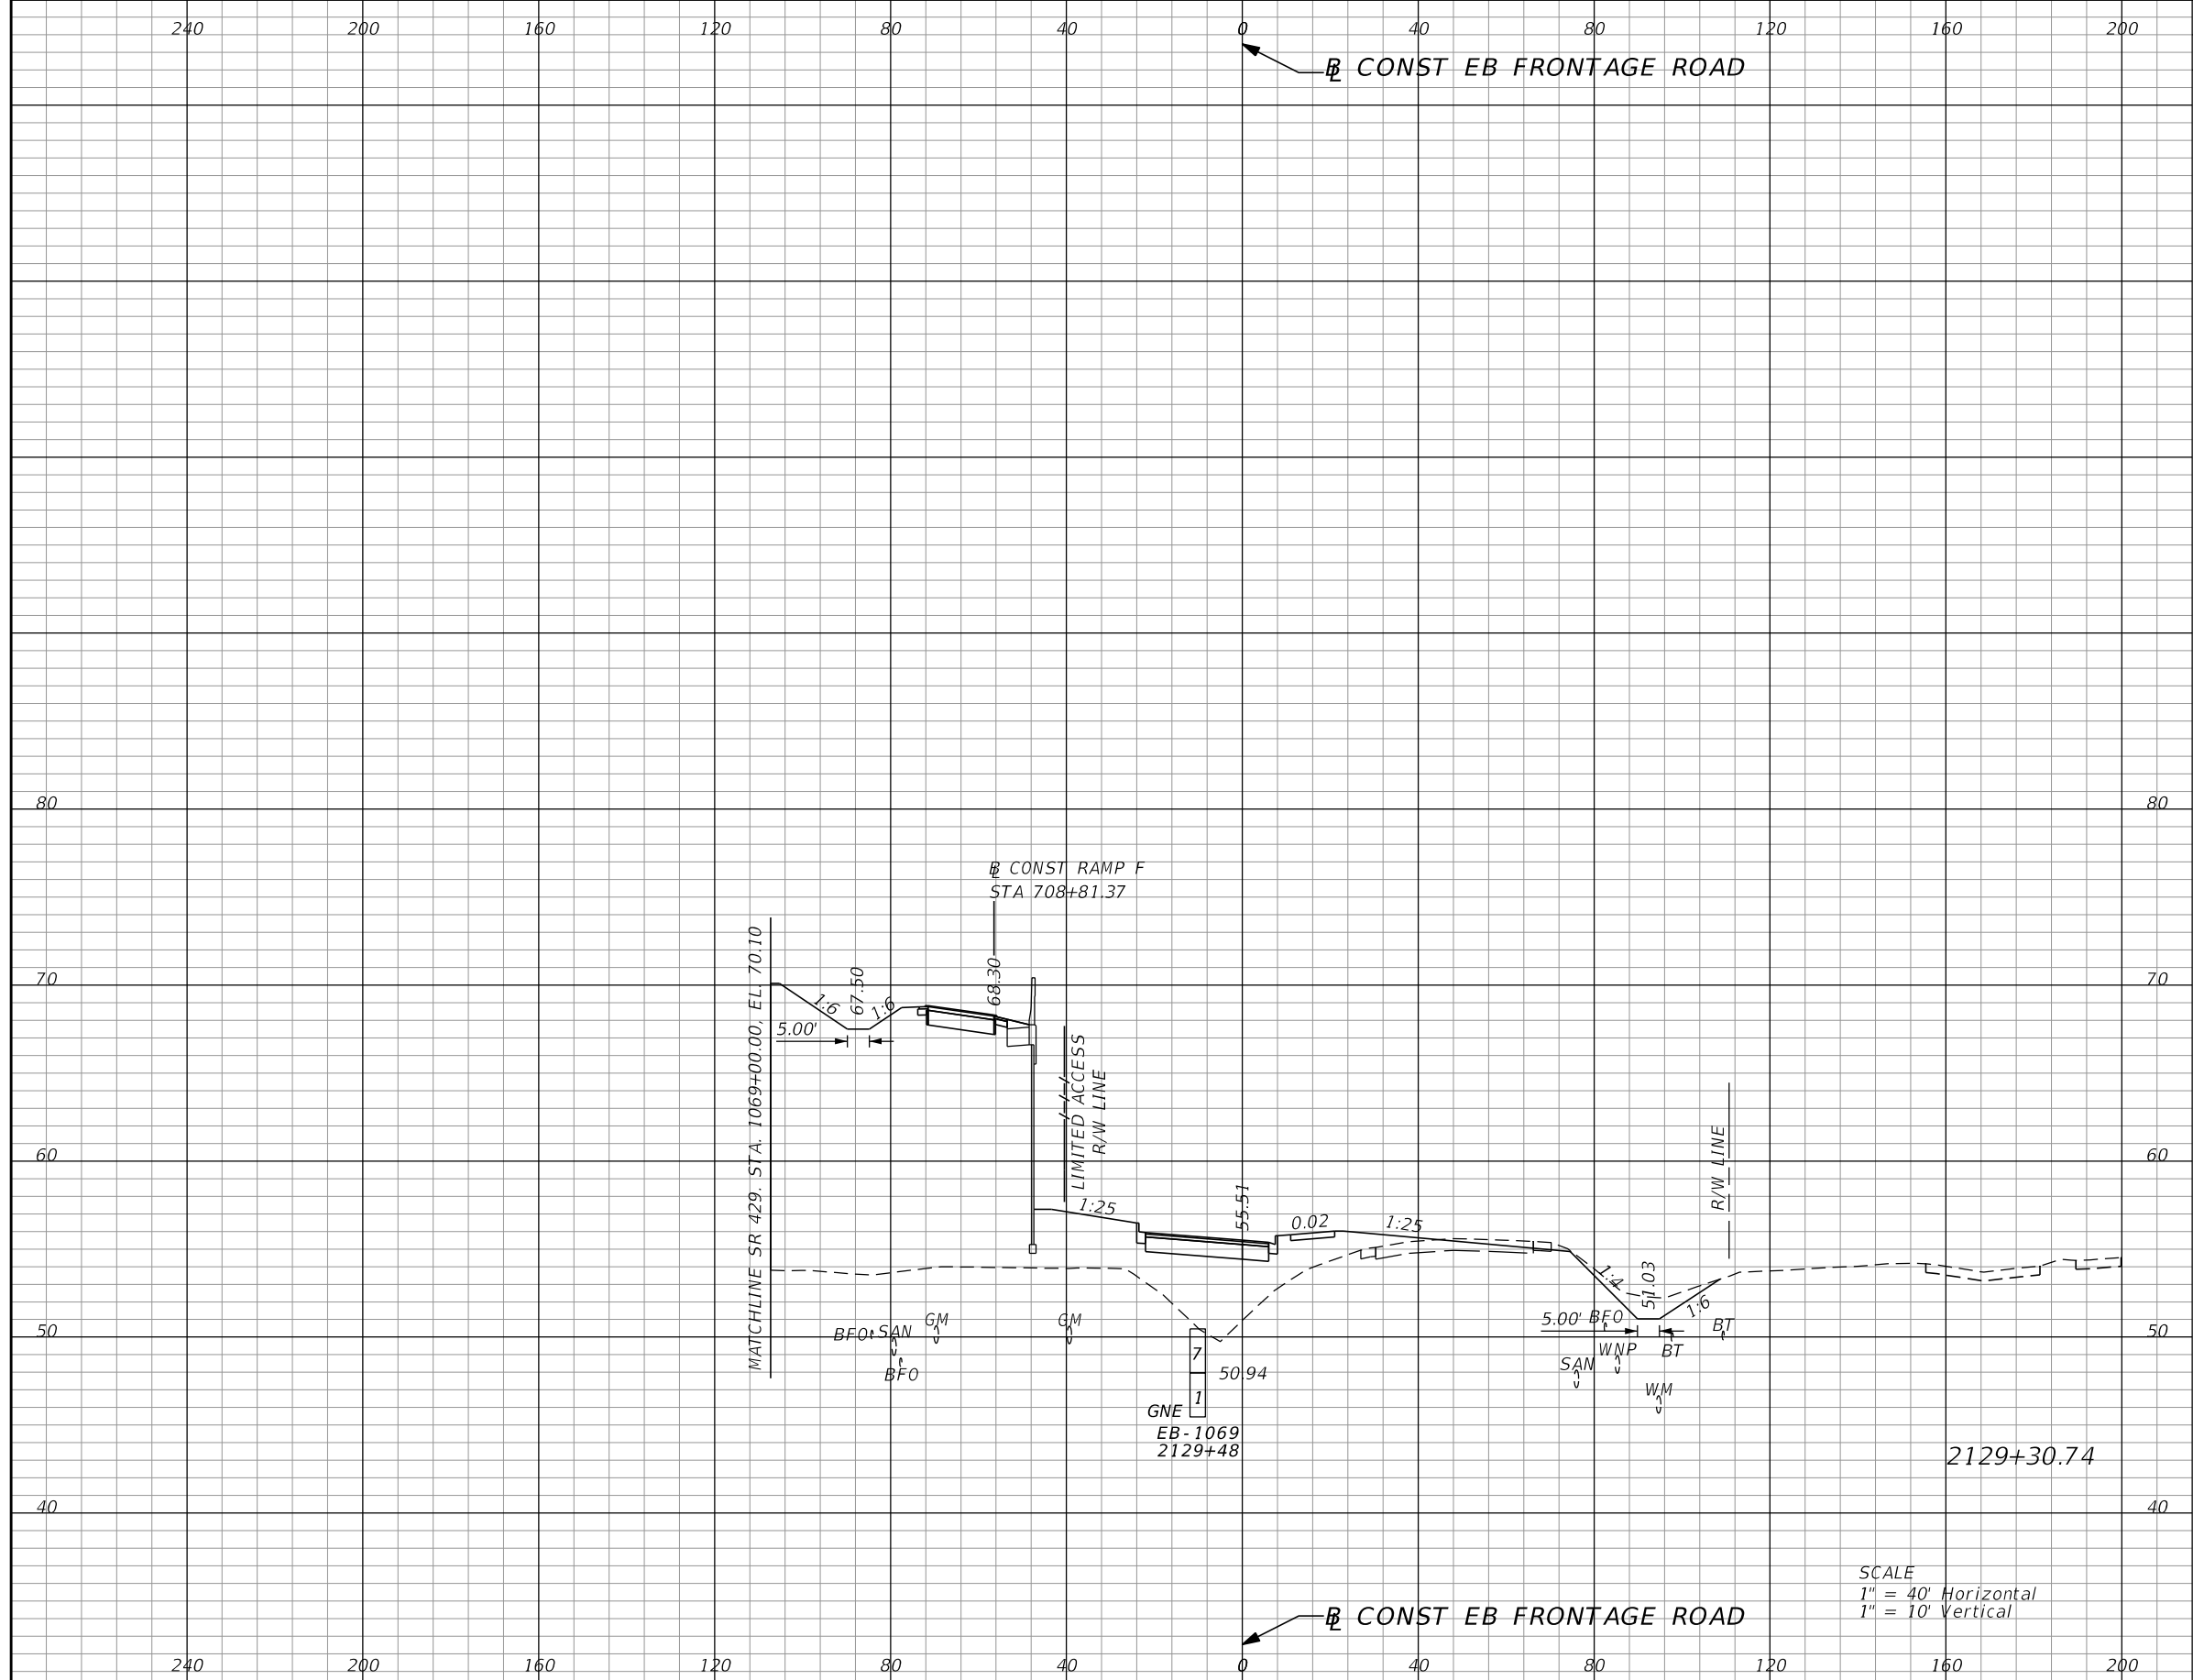 240 200 160 120 80 40 0 40 80 120 160 200
BL CONST EB FRONTAGE ROAD
80 80
BL CONST RAMP F
STA 708+81.37
70 70
MATCHLINE SR 429. STA. 1069+00.00, EL. 70.10
1:6
67.50
1:6
68.30
5.00'
LIMITED ACCESS
R/W LINE
R/W LINE
60 60
1:25
55.51
0.02
1:25
1:4
51.03
1:6
BFO
SAN
GM
GM
BFO
5.00'
BFO
BT
50 50
WNP
BT
SAN
WM
7
50.94
1
GNE
EB-1069
2129+48
2129+30.74
40 40
SCALE
1" = 40' Horizontal
1" = 10' Vertical
BL CONST EB FRONTAGE ROAD
240 200 160 120 80 40 0 40 80 120 160 200